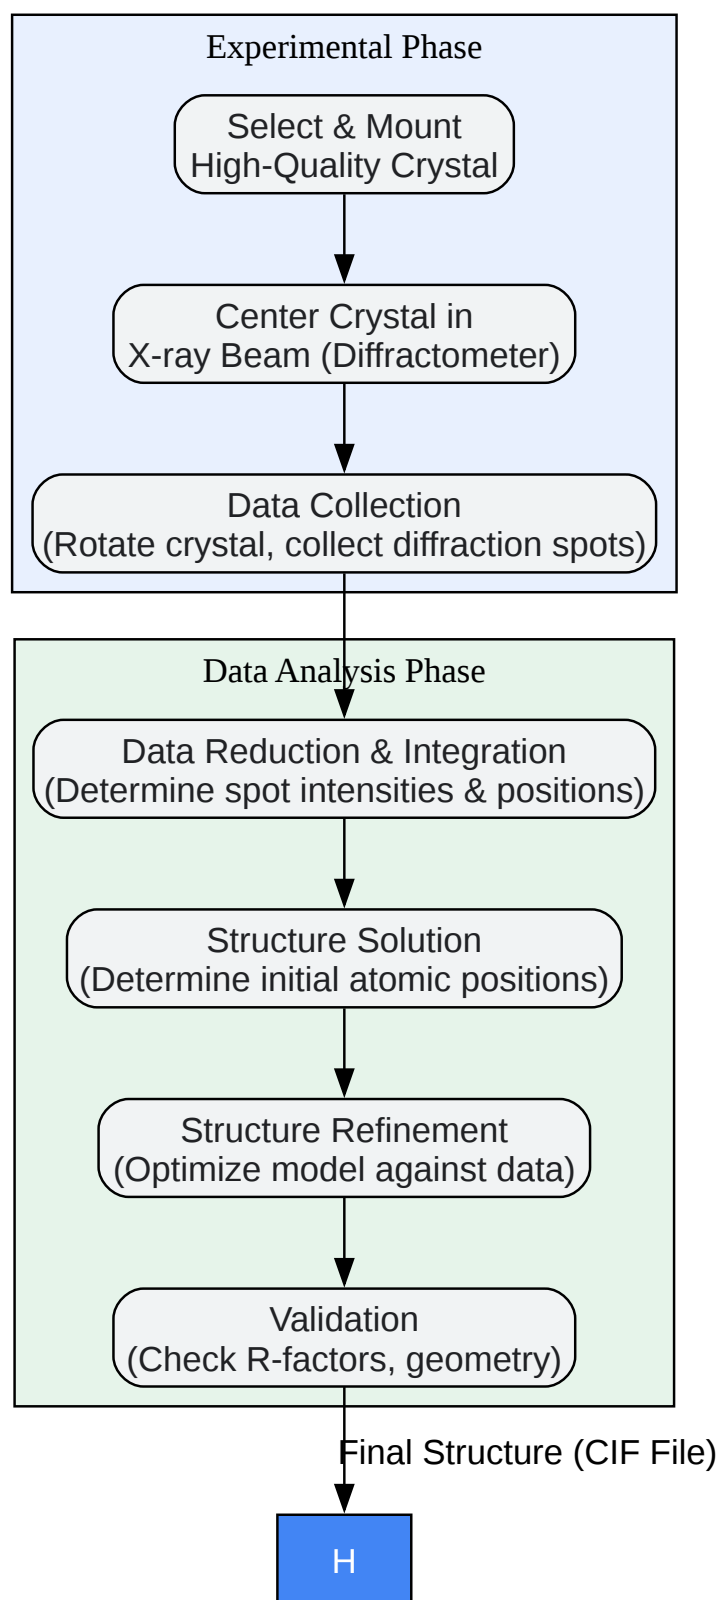 Experimental Phase
Select & Mount
High-Quality Crystal
Center Crystal in
X-ray Beam (Diffractometer)
Data Collection
(Rotate crystal, collect diffraction spots)
Data Analysis Phase
Data Reduction & Integration
(Determine spot intensities & positions)
Structure Solution
(Determine initial atomic positions)
Structure Refinement
(Optimize model against data)
Validation
(Check R-factors, geometry)
Final Structure (CIF File)
H